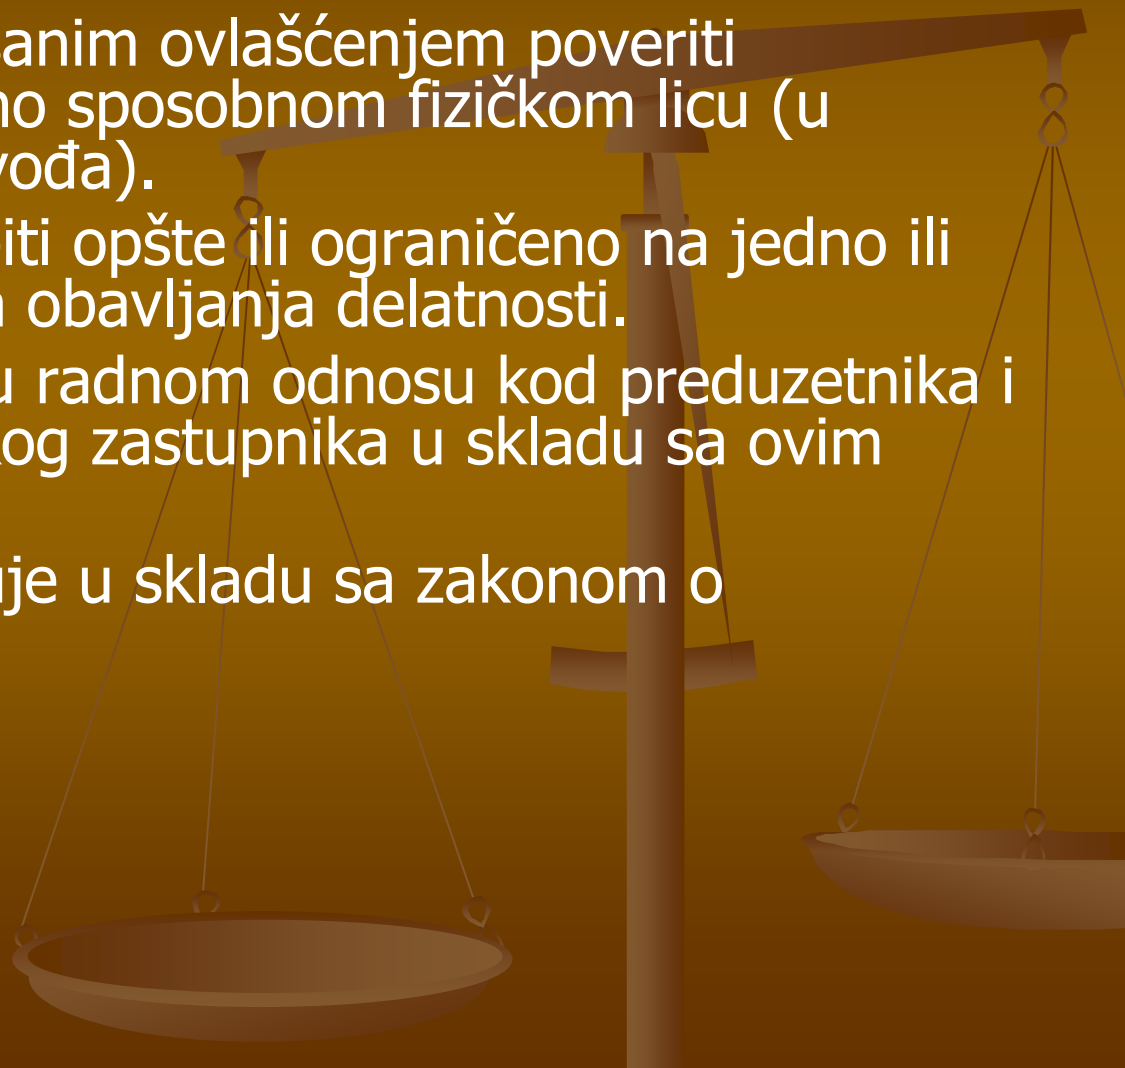 anim ovlašćenjem poveriti
no sposobnom fizičkom licu (u
vođa).
iti opšte ili ograničeno na jedno ili
obavljanja delatnosti.
u radnom odnosu kod preduzetnika i
kog zastupnika u skladu sa ovim
uje u skladu sa zakonom o